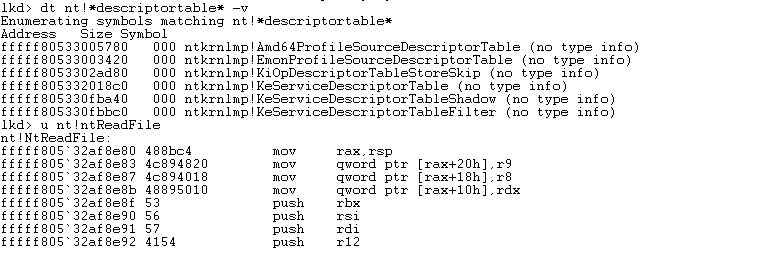 lkd> dt nt!*descriptortable* -v
Enumerating symbols matching nt!*descriptortable*
Address   Size Symbol
fffff80533005780   000 ntkrnlmp!Amd64ProfileSourceDescriptorTable (no type info)
fffff80533003420   000 ntkrnlmp!EmonProfileSourceDescriptorTable (no type info)
fffff8053302ad80   000 ntkrnlmp!KiOpDescriptorTableStoreSkip (no type info)
fffff805332018c0   000 ntkrnlmp!KeServiceDescriptorTable (no type info)
fffff805330fba40   000 ntkrnlmp!KeServiceDescriptorTableShadow (no type info)
fffff805330fbbc0   000 ntkrnlmp!KeServiceDescriptorTableFilter (no type info)
lkd> u nt!ntReadFile
nt!NtReadFile:
fffff805`32af8e80 488bc4          mov     rax,rsp
fffff805`32af8e83 4c894820        mov     qword ptr [rax+20h],r9
fffff805`32af8e87 4c894018        mov     qword ptr [rax+18h],r8
fffff805`32af8e8b 48895010        mov     qword ptr [rax+10h],rdx
fffff805`32af8e8f 53              push    rbx
fffff805`32af8e90 56              push    rsi
fffff805`32af8e91 57              push    rdi
fffff805`32af8e92 4154            push    r12